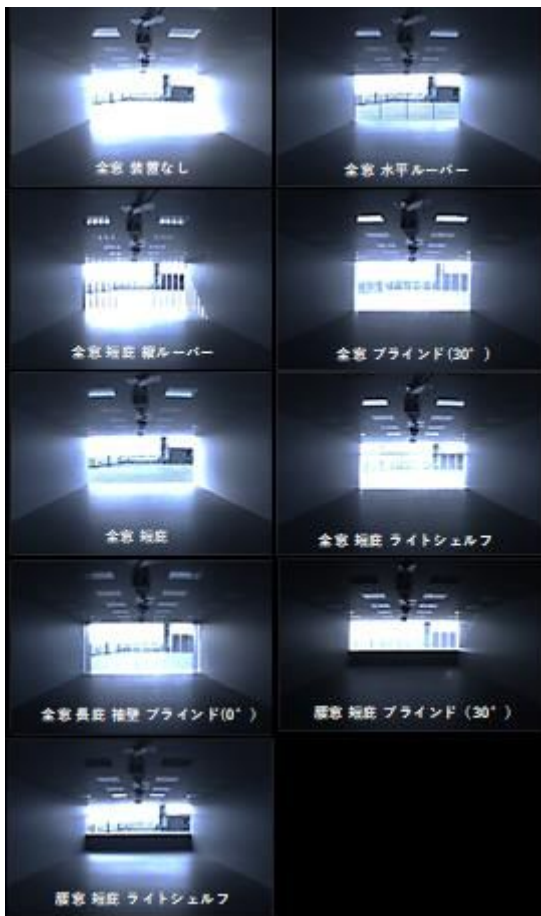 全窓 装置なし
全窓 水平ルーバー
全窓 短庇 縦ルーバー
全窓 ブラインド(30°)
全窓 短庇
全窓 短庇 ライトシェルフ
全窓 長庇 袖壁 ブラインド(0°)
腰窓 短庇 ブラインド(30°)
腰窓 短庇 ライトシェルフ